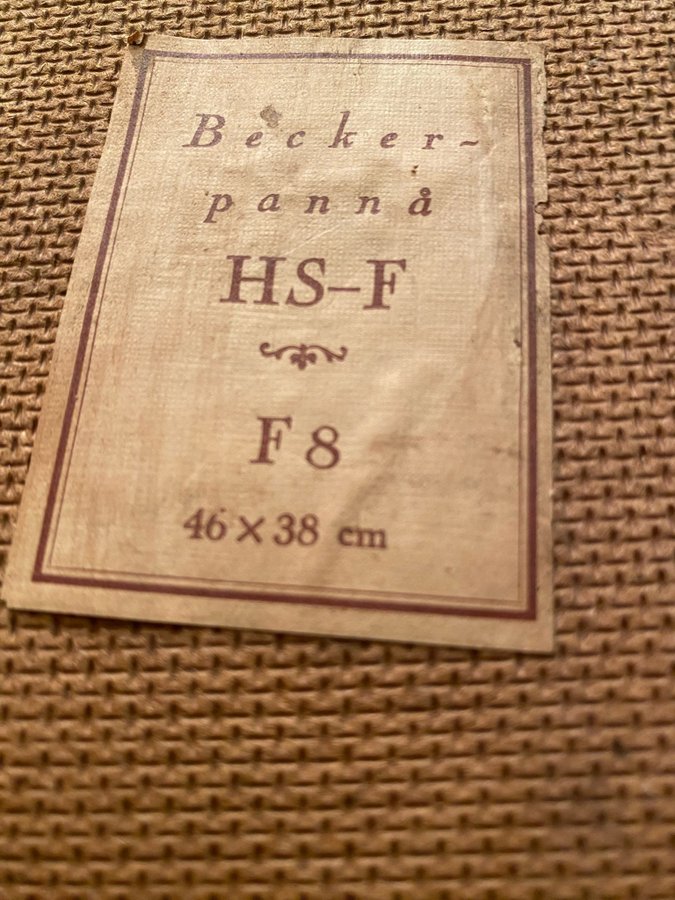 Becker-
pannå
HS–F
F 8
46 × 38 cm